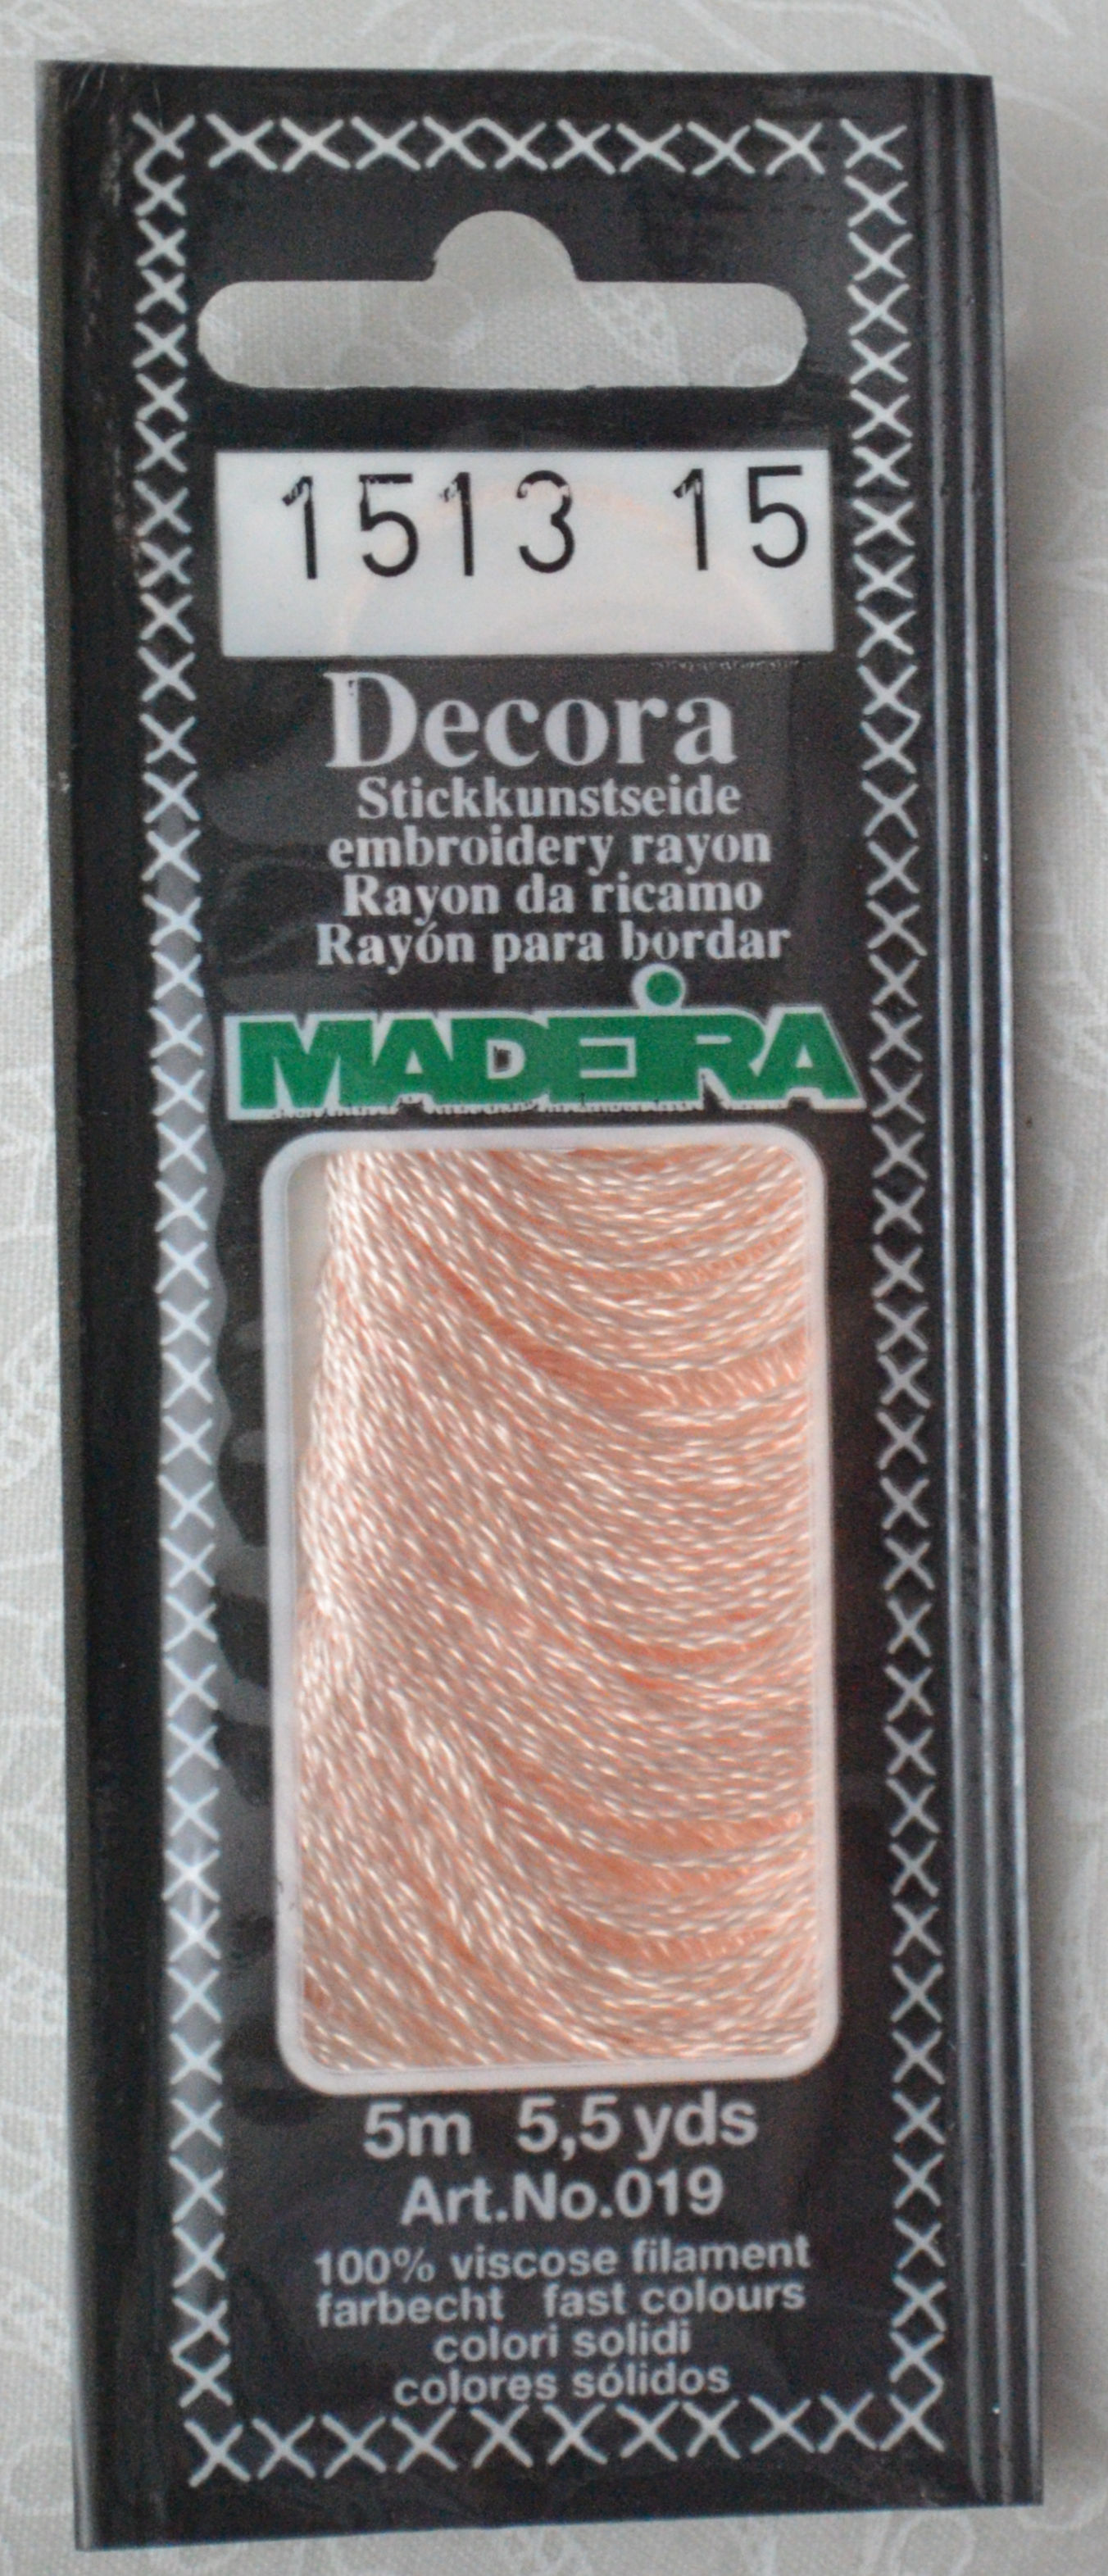 1513 15
Decora
Stickkunstseide
embroidery rayon
Rayon da ricamo
Rayón para bordar
MADEIRA
5m 5,5 yds
Art.No.019
100% viscose filament
farbecht fast colours
colori solidi
colores sólidos